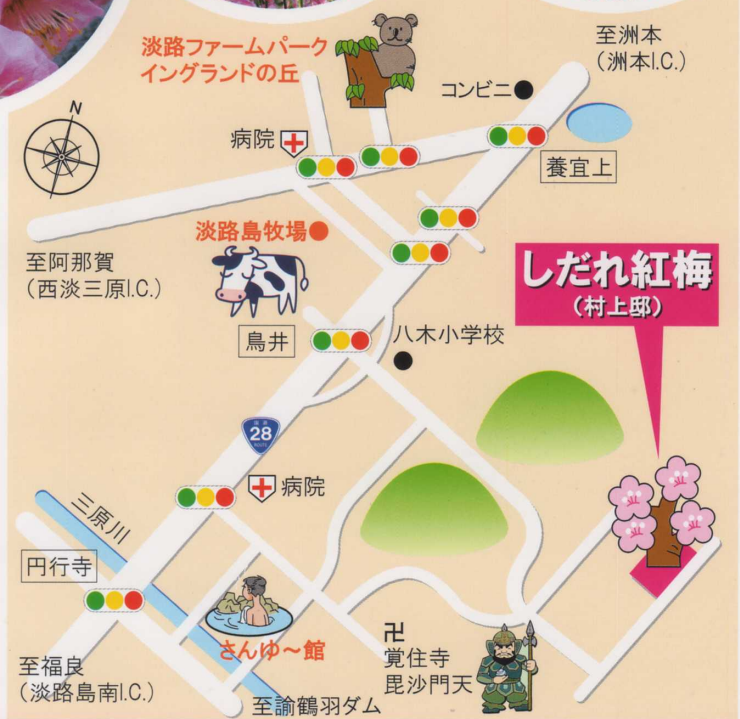 淡路ファームパーク
イングランドの丘
至洲本
(洲本I.C.)
コンビニ
N
病院
養宜上
淡路島牧場
至阿那賀
(西淡三原I.C.)
しだれ紅梅
(村上邸)
鳥井
八木小学校
28
病院
三原川
円行寺
さんゆ〜館
卍
覚住寺
毘沙門天
至福良
(淡路島南I.C.)
至諭鶴羽ダム